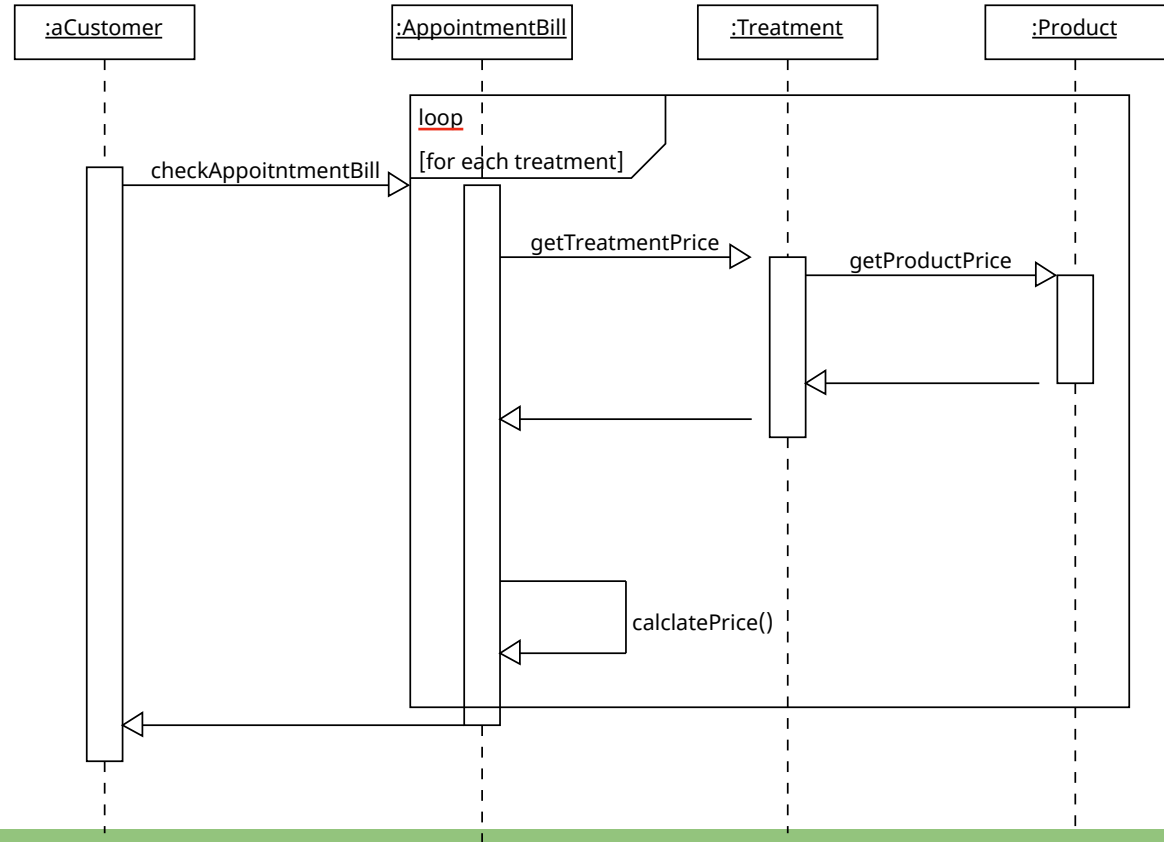 :aCustomer
:AppointmentBill
:Treatment
:Product
loop
[for each treatment]
checkAppoitntmentBill
getTreatmentPrice
getProductPrice
calclatePrice()